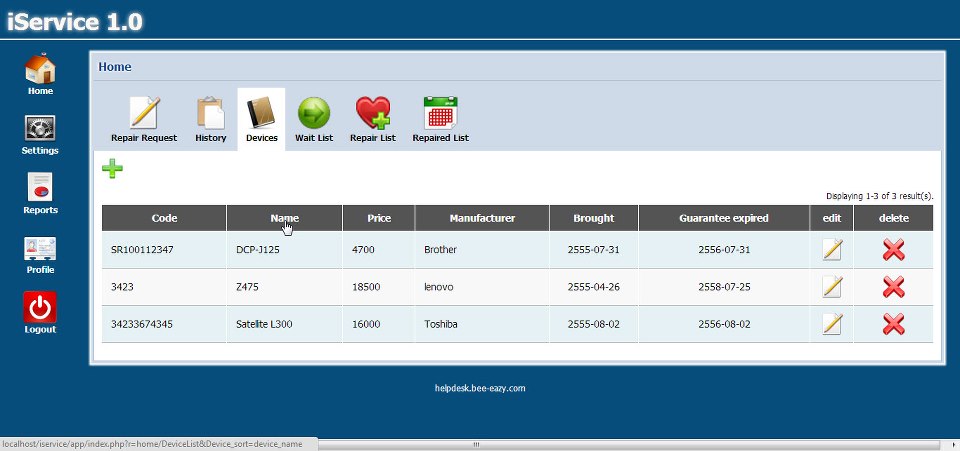 iService 1.0
Home
Settings
Reports
Profile
Logout
Home
Repair Request History Devices Wait List Repair List Repaired List
Displaying 1-3 of 3 result(s).
Code Name Price Manufacturer Brought Guarantee expired edit delete
SR100112347 DCP-J125 4700 Brother 2555-07-31 2556-07-31
3423 Z475 18500 lenovo 2555-04-26 2558-07-25
34233674345 Satellite L300 16000 Toshiba 2555-08-02 2556-08-02
helpdesk.bee-eazy.com
localhost/iservice/app/index.php?r=home/DeviceList&Device_sort=device_name